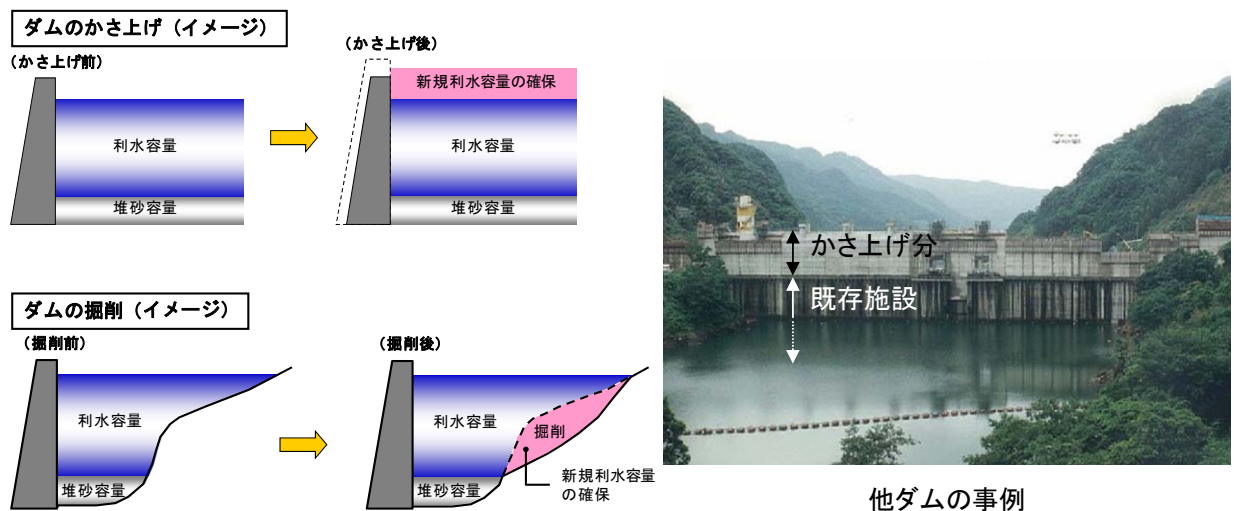 ダムのかさ上げ（イメージ）
（かさ上げ前）
利水容量
堆砂容量
（かさ上げ後）
新規利水容量の確保
利水容量
堆砂容量
ダムの掘削（イメージ）
（掘削前）
利水容量
堆砂容量
（掘削後）
利水容量
掘削
堆砂容量
新規利水容量
の確保
かさ上げ分
既存施設
他ダムの事例